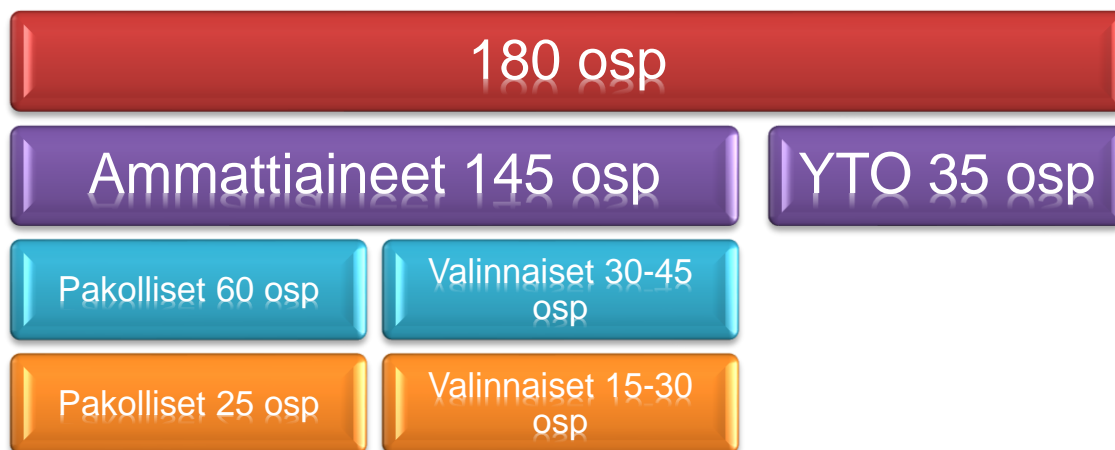 180 osp
Ammattiaineet 145 osp
YTO 35 osp
Pakolliset 60 osp
Valinnaiset 30-45
osp
Pakolliset 25 osp
Valinnaiset 15-30
osp